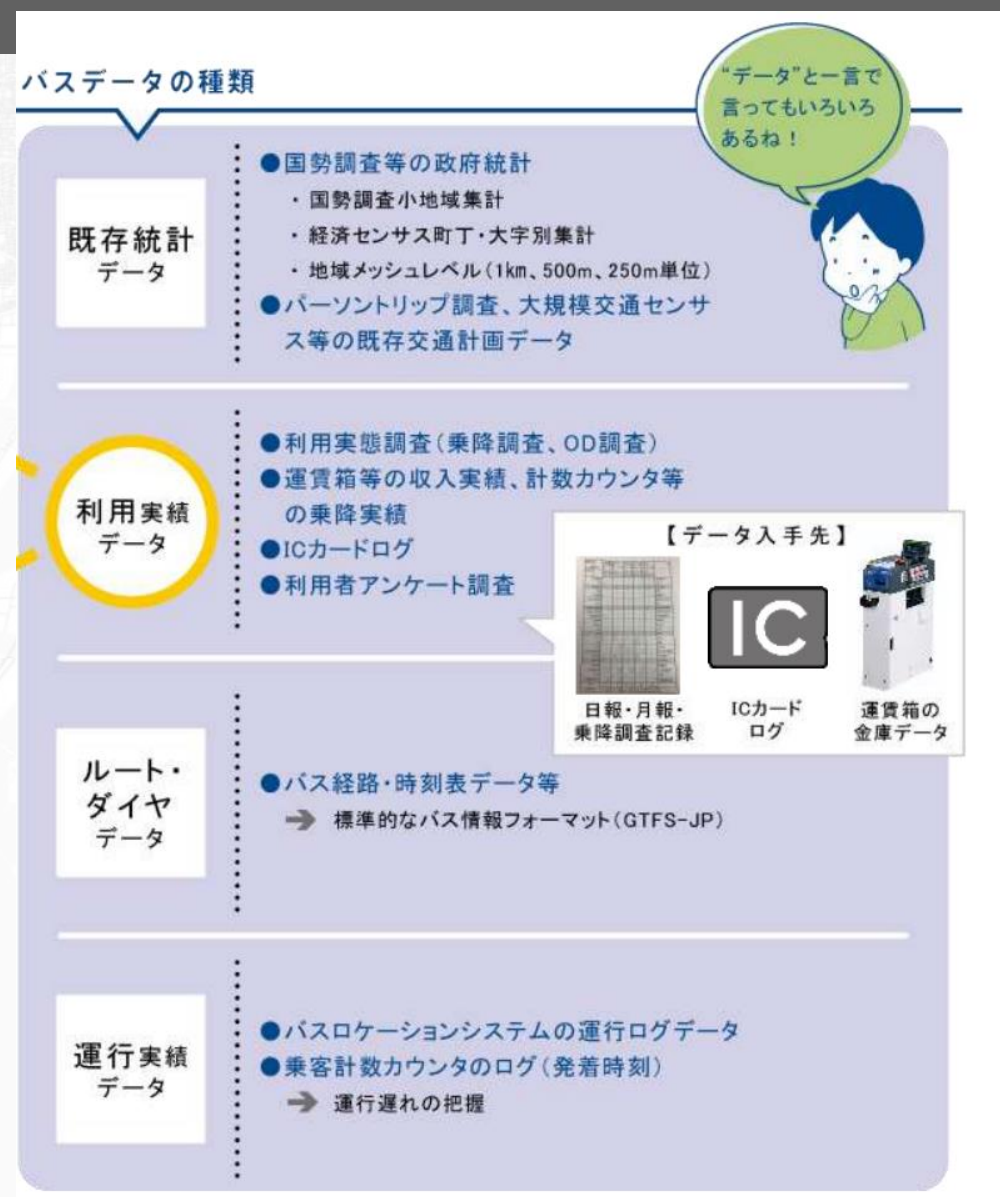 バスデータの種類
“データ”と一言で
言ってもいろいろ
あるね！
既存統計
データ
●国勢調査等の政府統計
・国勢調査小地域集計
・経済センサス町丁・大字別集計
・地域メッシュレベル（1km、500m、250m単位）
●パーソントリップ調査、大規模交通センサ
ス等の既存交通計画データ
利用実績
データ
●利用実態調査（乗降調査、OD調査）
●運賃箱等の収入実績、計数カウンタ等
の乗降実績
●ICカードログ
●利用者アンケート調査
【データ入手先】
IC
日報・月報・
乗降調査記録
ICカード
ログ
運賃箱の
金庫データ
ルート・
ダイヤ
データ
●バス経路・時刻表データ等
➔ 標準的なバス情報フォーマット（GTFS-JP）
運行実績
データ
●バスロケーションシステムの運行ログデータ
●乗客計数カウンタのログ（発着時刻）
➔ 運行遅れの把握